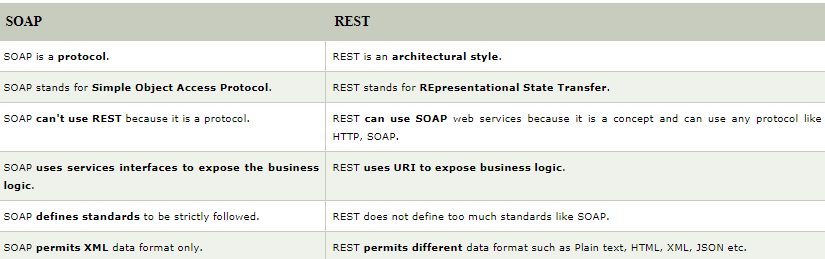 SOAP REST
SOAP is a protocol. REST is an architectural style.
SOAP stands for Simple Object Access Protocol. REST stands for REpresentational State Transfer.
SOAP can't use REST because it is a protocol. REST can use SOAP web services because it is a concept and can use any protocol like
HTTP, SOAP.
SOAP uses services interfaces to expose the business REST uses URI to expose business logic.
logic.
SOAP defines standards to be strictly followed. REST does not define too much standards like SOAP.
SOAP permits XML data format only. REST permits different data format such as Plain text, HTML, XML, JSON etc.